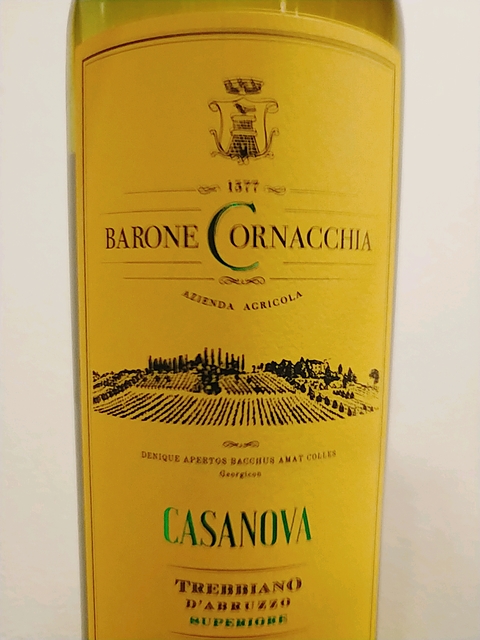 1577
BARONE CORNACCHIA
AZIENDA AGRICOLA
DENIQUE APERTOS BACCHUS AMAT COLLES
Georgicon
CASANOVA
TREBBIANO
D'ABRUZZO
SUPERIORE